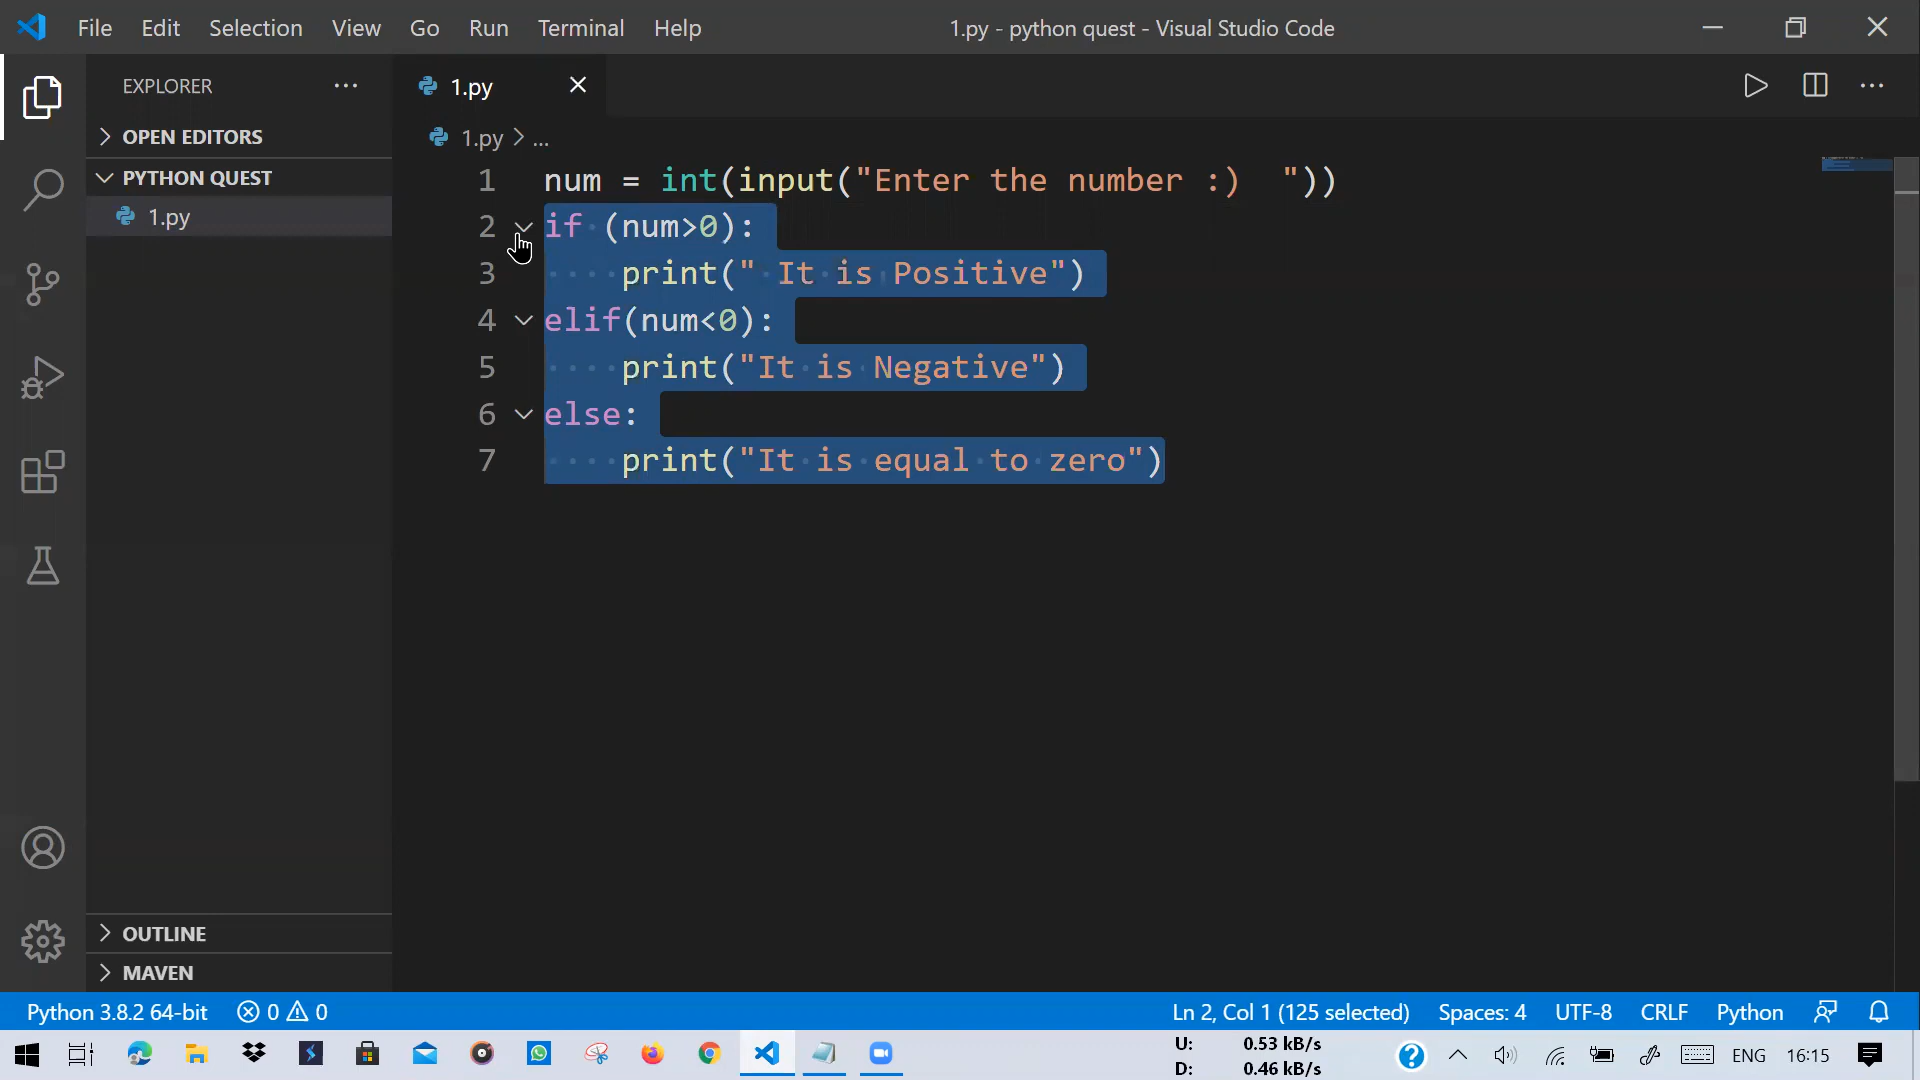 File Edit Selection View Go Run Terminal Help
1.py - python quest - Visual Studio Code
EXPLORER
1.py
OPEN EDITORS
1.py > ...
PYTHON QUEST
1.py
1 num = int(input("Enter the number :)  "))
2 if (num>0):
3     print(" It is Positive")
4 elif(num<0):
5     print("It is Negative")
6 else:
7     print("It is equal to zero")
OUTLINE
MAVEN
Python 3.8.2 64-bit 0 0 Ln 2, Col 1 (125 selected) Spaces: 4 UTF-8 CRLF Python
U: 0.53 kB/s
D: 0.46 kB/s
ENG 16:15